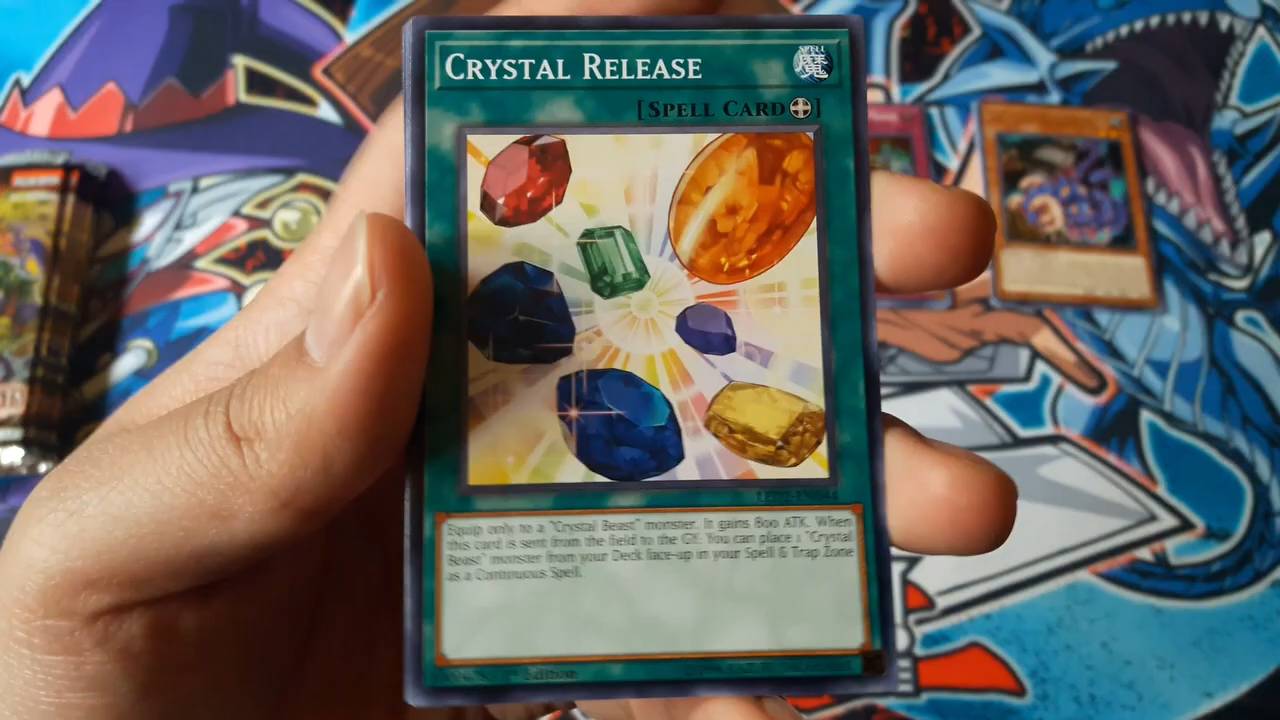 CRYSTAL RELEASE
SPELL
魔
[SPELL CARD]
Equip only to a "Crystal Beast" monster. It gains 800 ATK. When
this card is sent from the field to the GY: You can place 1 "Crystal
Beast" monster from your Deck face-up in your Spell & Trap Zone
as a Continuous Spell.
Edition